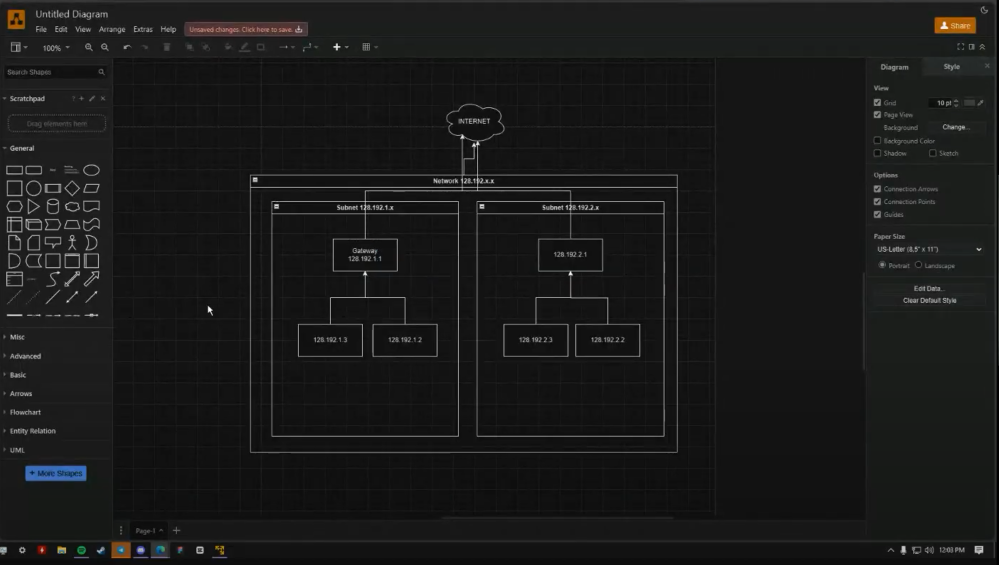 Untitled Diagram
File Edit View Arrange Extras Help
Unsaved changes. Click here to save.
Share
100%
Search Shapes
Scratchpad
Drag elements here
General
Misc
Advanced
Basic
Arrows
Flowchart
Entity Relation
UML
+ More Shapes
INTERNET
Network 128.192.x.x
Subnet 128.192.1.x
Subnet 128.192.2.x
Gateway
128.192.1.1
128.192.2.1
128.192.1.3
128.192.1.2
128.192.2.3
128.192.2.2
Diagram
Style
View
Grid
10 pt
Page View
Background
Change...
Background Color
Shadow
Sketch
Options
Connection Arrows
Connection Points
Guides
Paper Size
US-Letter (8,5" x 11")
Portrait
Landscape
Edit Data...
Clear Default Style
Page-1
12:03 PM